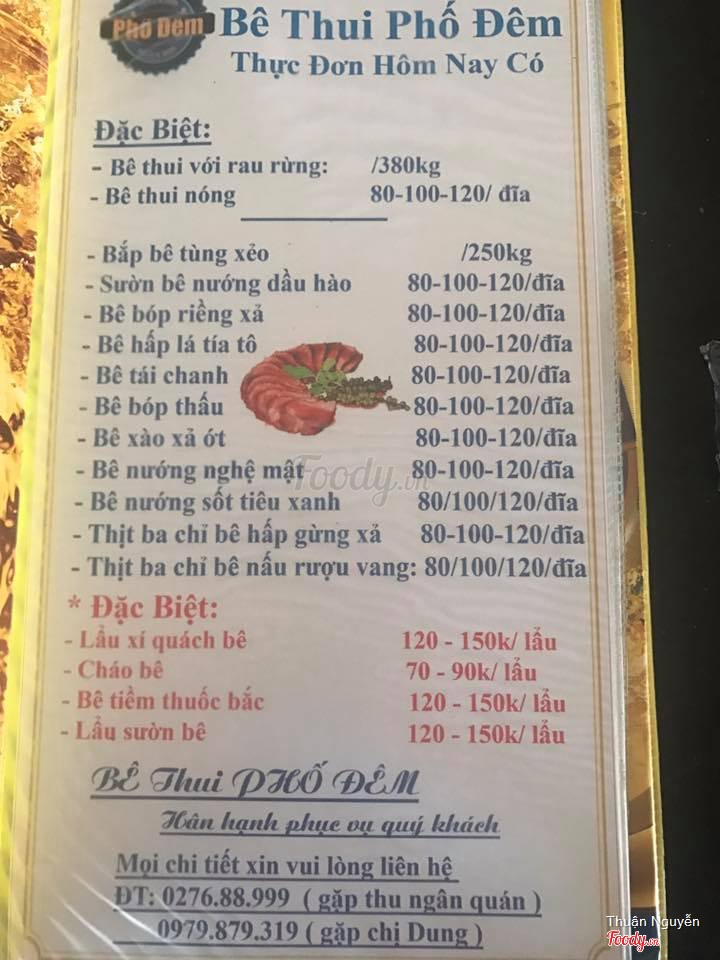 Phố Đêm
Bê Thui Phố Đêm
Thực Đơn Hôm Nay Có
Đặc Biệt:
- Bê thui với rau rừng: /380kg
- Bê thui nóng 80-100-120/ đĩa
- Bắp bê tùng xẻo /250kg
- Sườn bê nướng dầu hào 80-100-120/đĩa
- Bê bóp riềng xả 80-100-120/đĩa
- Bê hấp lá tía tô 80-100-120/đĩa
- Bê tái chanh 80-100-120/đĩa
- Bê bóp thấu 80-100-120/đĩa
- Bê xào xả ớt 80-100-120/đĩa
- Bê nướng nghệ mật 80-100-120/đĩa
- Bê nướng sốt tiêu xanh 80/100/120/đĩa
- Thịt ba chỉ bê hấp gừng xả 80-100-120/đĩa
- Thịt ba chỉ bê nấu rượu vang: 80/100/120/đĩa
* Đặc Biệt:
- Lẩu xí quách bê 120 - 150k/ lẩu
- Cháo bê 70 - 90k/ lẩu
- Bê tiềm thuốc bắc 120 - 150k/ lẩu
- Lẩu sườn bê 120 - 150k/ lẩu
BÊ Thui PHỐ ĐÊM
Hân hạnh phục vụ quý khách
Mọi chi tiết xin vui lòng liên hệ
ĐT: 0276.88.999 ( gặp thu ngân quán )
0979.879.319 ( gặp chị Dung )
Foody.vn
Thuận Nguyễn
Foody.vn